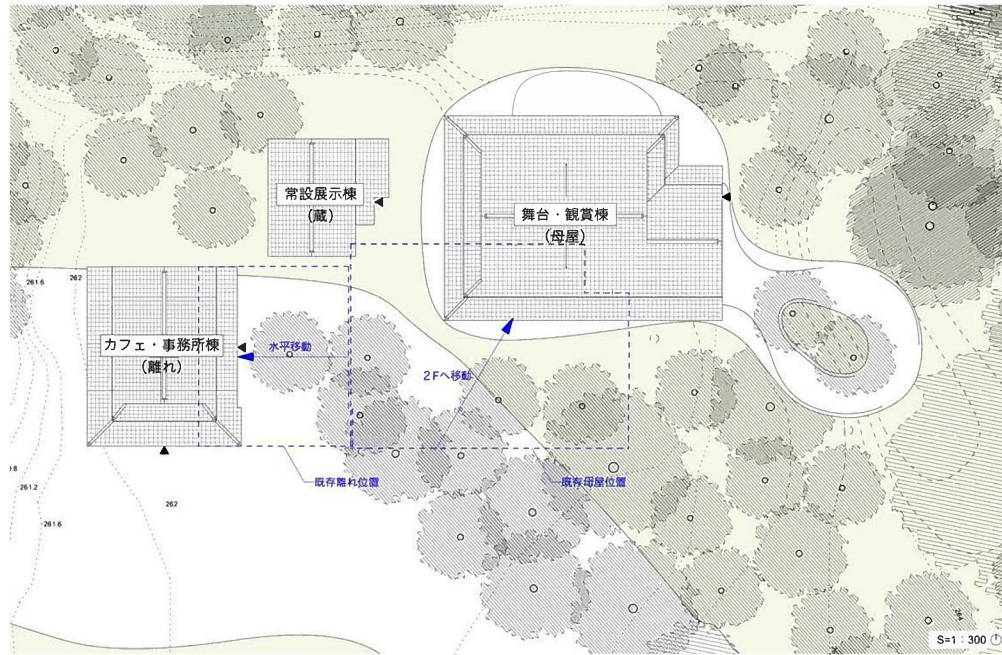 常設展示棟
(蔵)
舞台・観賞棟
(母屋)
261.6
262
カフェ・事務所棟
(離れ)
水平移動
2Fへ移動
既存離れ位置
既存母屋位置
261.2
262
261.6
S=1:300